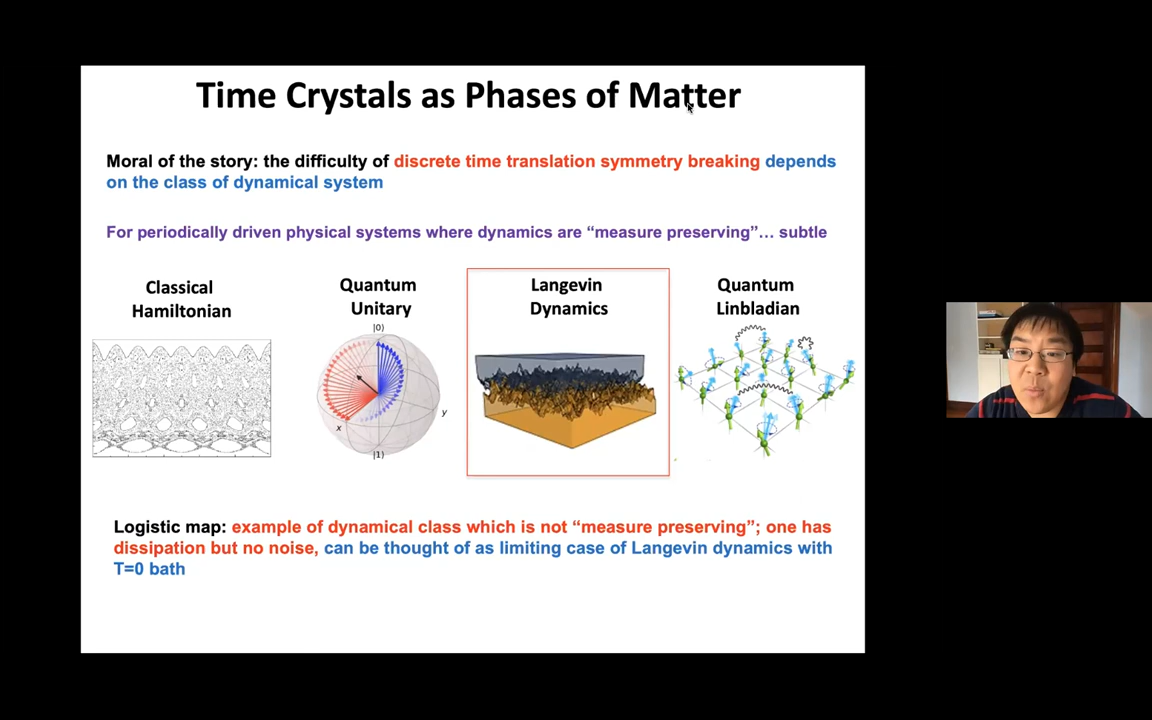 Time Crystals as Phases of Matter
Moral of the story: the difficulty of discrete time translation symmetry breaking depends
on the class of dynamical system
For periodically driven physical systems where dynamics are “measure preserving”… subtle
Classical
Hamiltonian
Quantum
Unitary
Langevin
Dynamics
Quantum
Linbladian
|0⟩
y
x
|1⟩
Logistic map: example of dynamical class which is not “measure preserving”; one has
dissipation but no noise, can be thought of as limiting case of Langevin dynamics with
T=0 bath